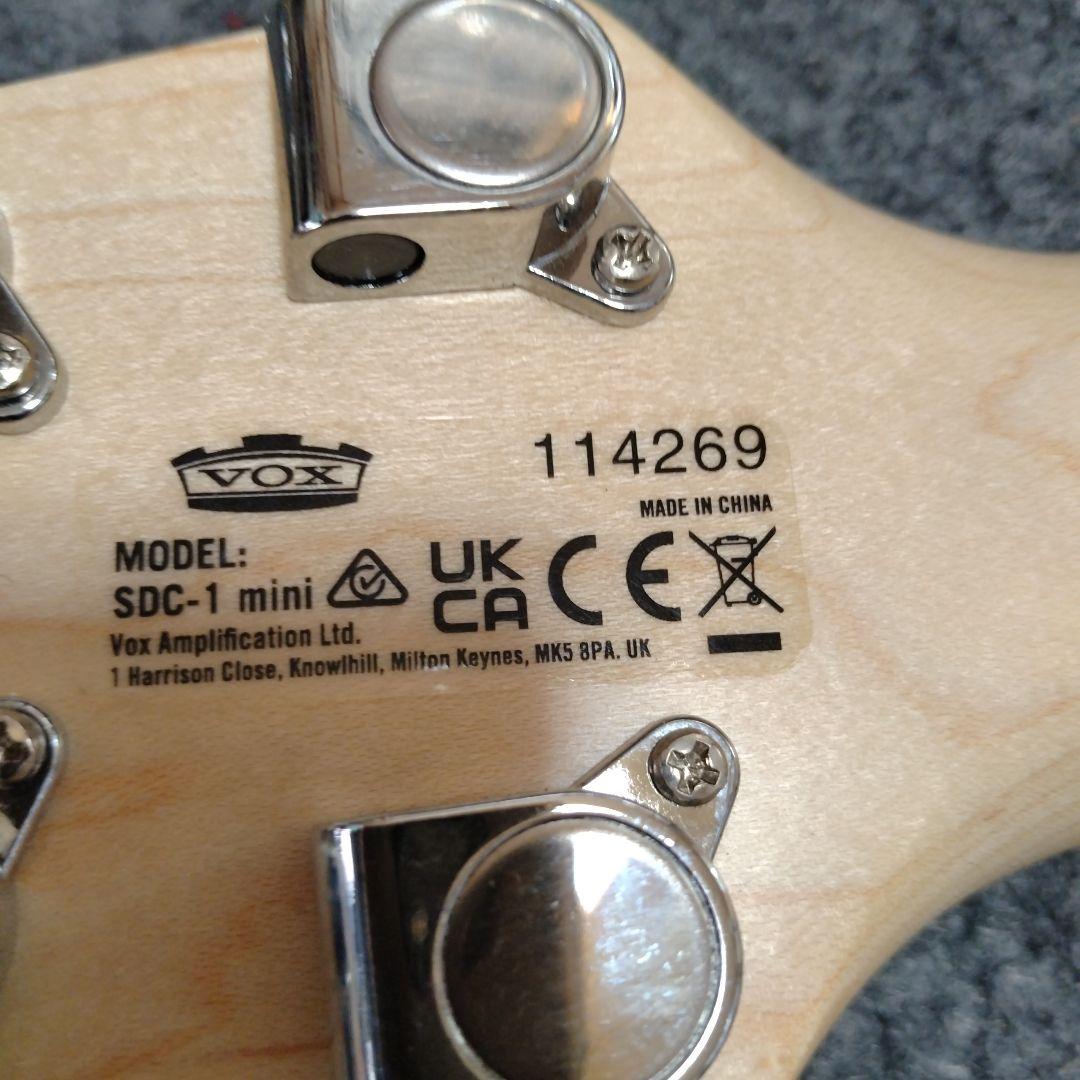 VOX
114269
MADE IN CHINA
MODEL:
SDC-1 mini
UK
CA
CE
Vox Amplification Ltd.
1 Harrison Close, Knowlhill, Milton Keynes, MK5 8PA. UK